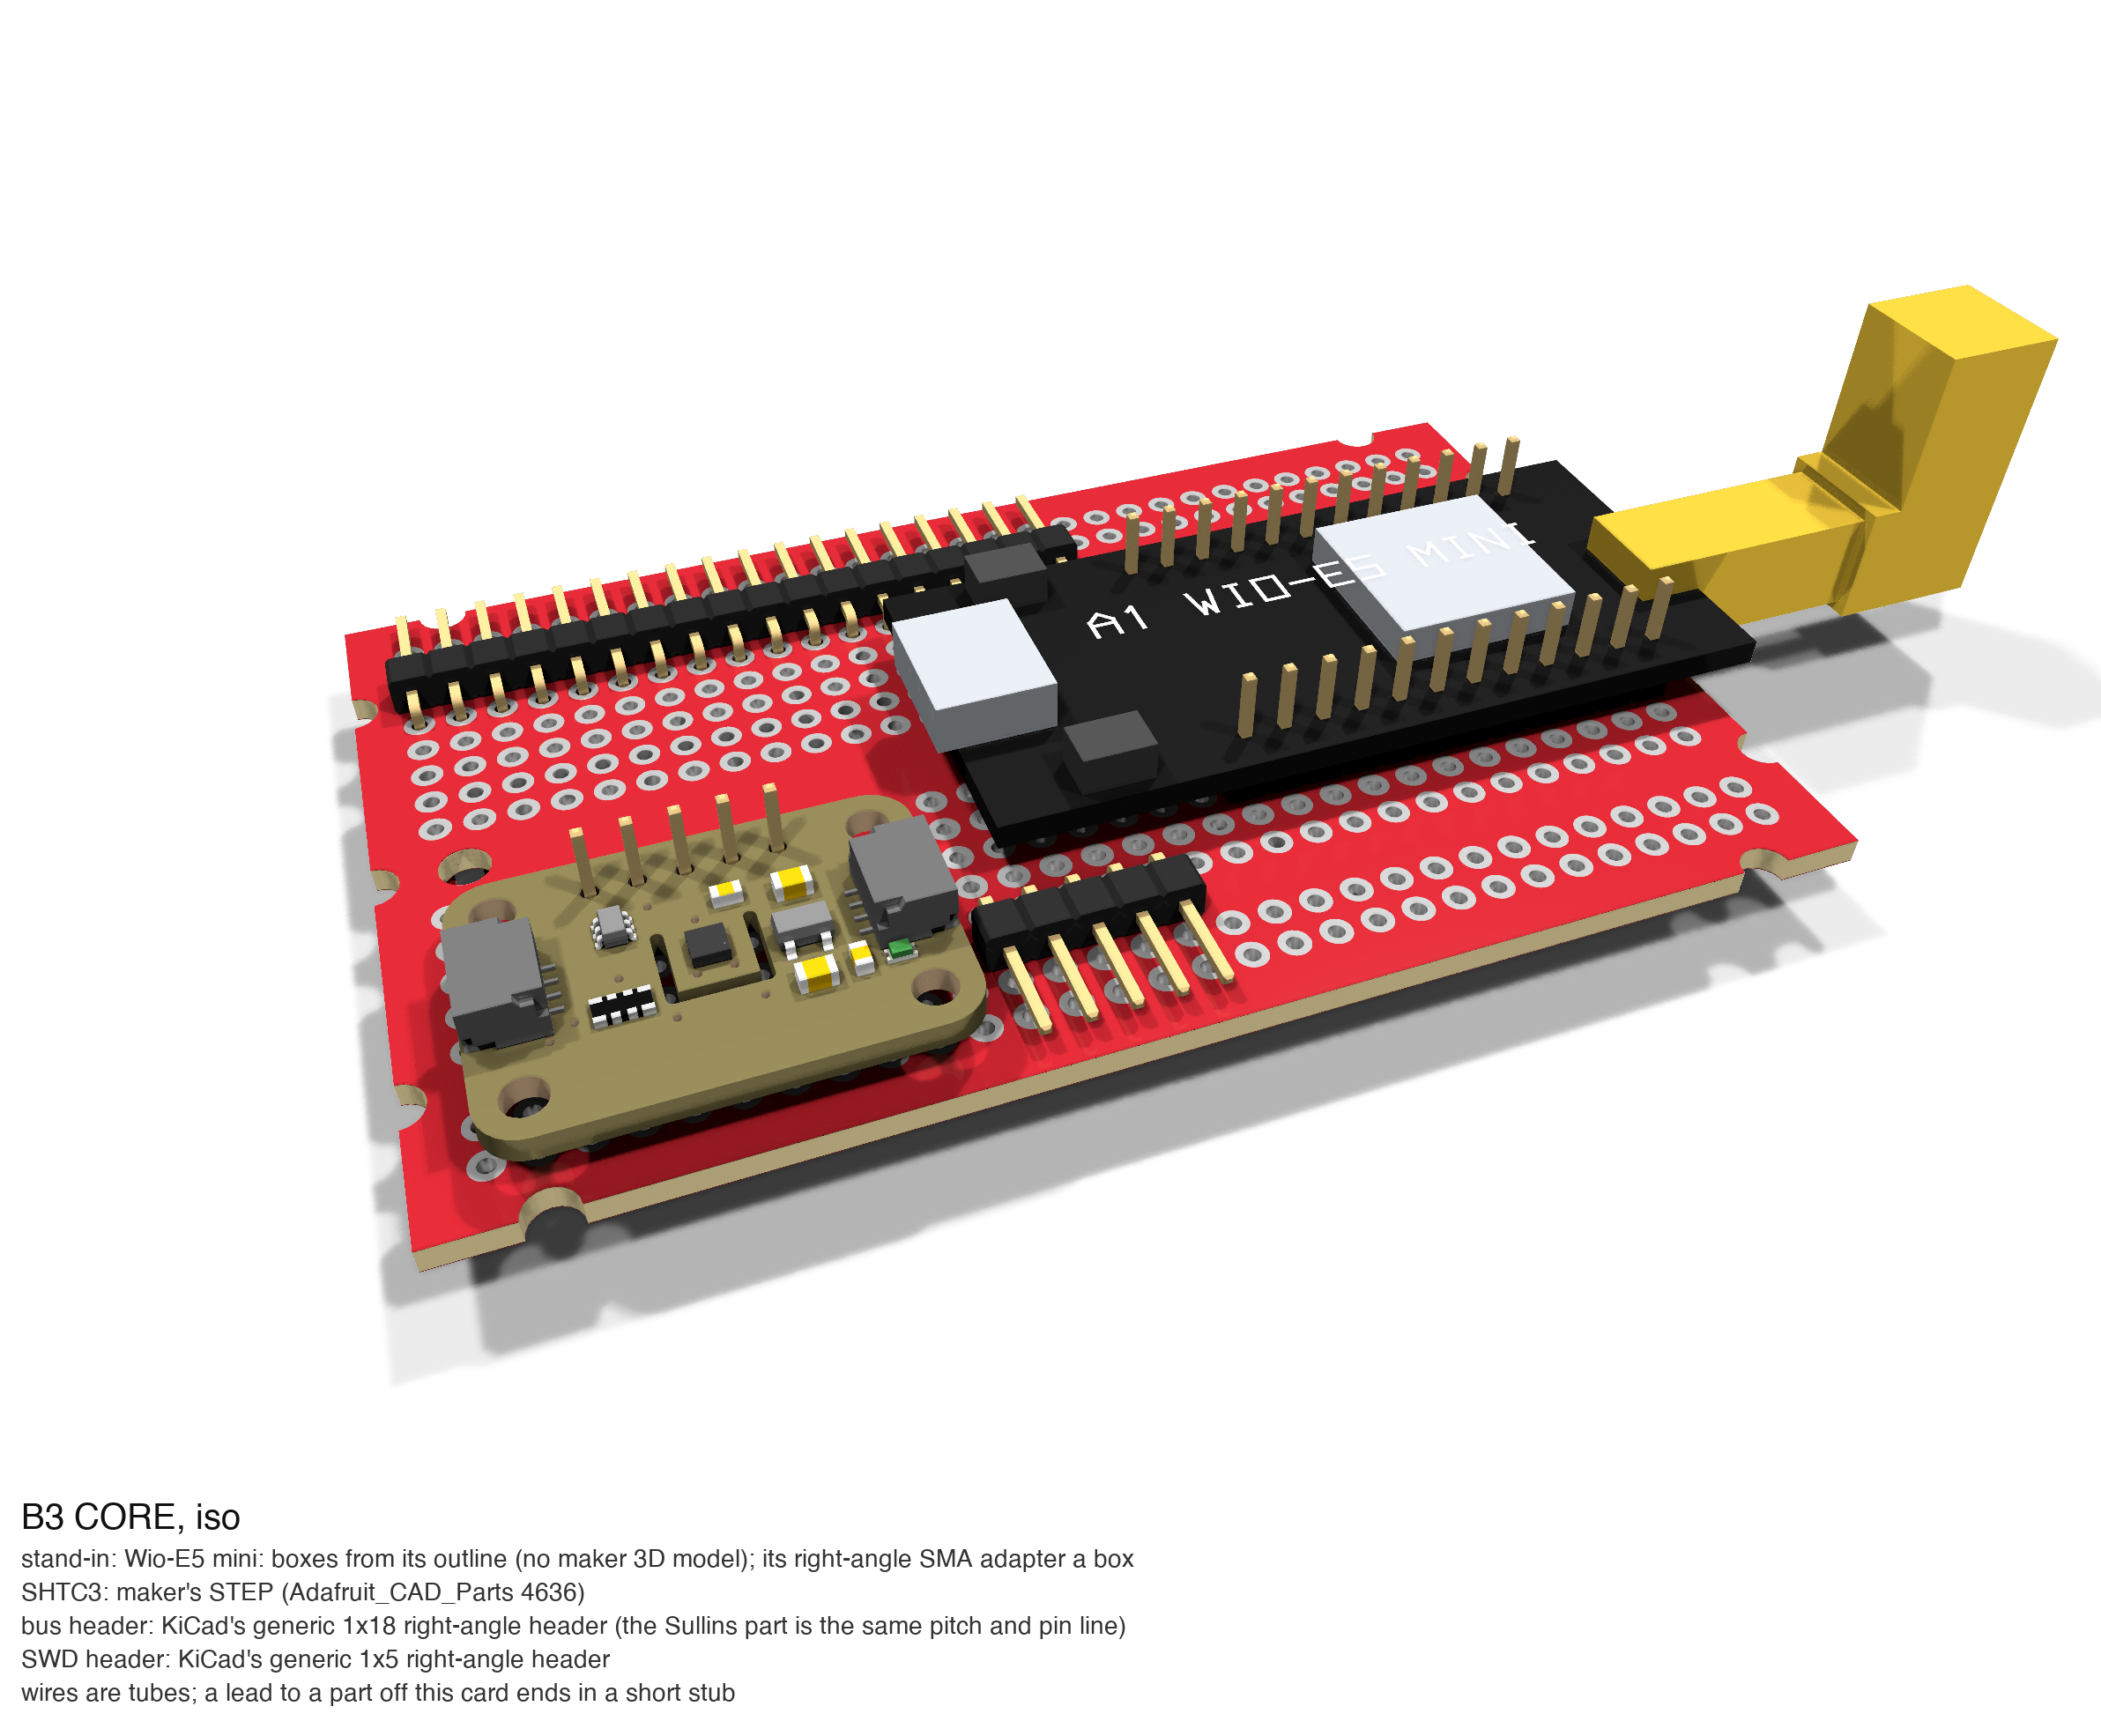 A1 WIO-E5 MINI
B3 CORE, iso
stand-in: Wio-E5 mini: boxes from its outline (no maker 3D model); its right-angle SMA adapter a box
SHTC3: maker's STEP (Adafruit_CAD_Parts 4636)
bus header: KiCad's generic 1x18 right-angle header (the Sullins part is the same pitch and pin line)
SWD header: KiCad's generic 1x5 right-angle header
wires are tubes; a lead to a part off this card ends in a short stub